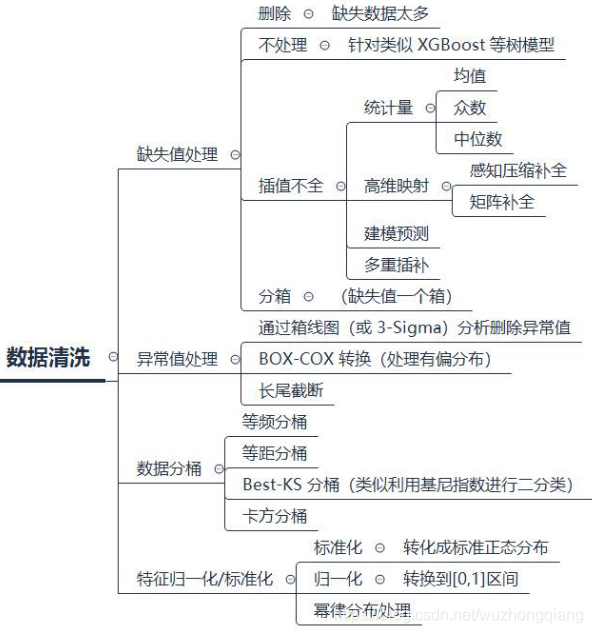 数据清洗
缺失值处理
删除
缺失数据太多
不处理
针对类似 XGBoost 等树模型
插值不全
统计量
均值
众数
中位数
高维映射
感知压缩补全
矩阵补全
建模预测
多重插补
分箱
（缺失值一个箱）
异常值处理
通过箱线图（或 3-Sigma）分析删除异常值
BOX-COX 转换（处理有偏分布）
长尾截断
数据分桶
等频分桶
等距分桶
Best-KS 分桶（类似利用基尼指数进行二分类）
卡方分桶
特征归一化/标准化
标准化
转化成标准正态分布
归一化
转换到[0,1]区间
幂律分布处理
https://blog.csdn.net/wuzhongqiang